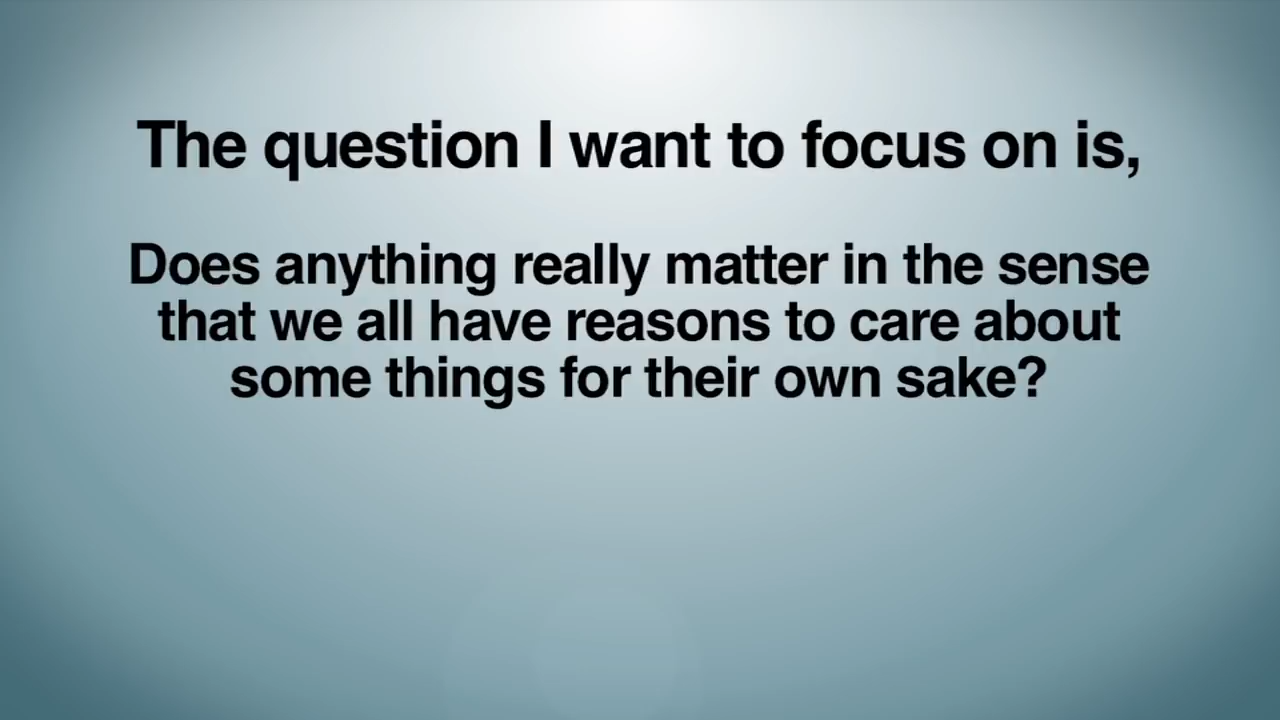 The question I want to focus on is,
Does anything really matter in the sense
that we all have reasons to care about
some things for their own sake?